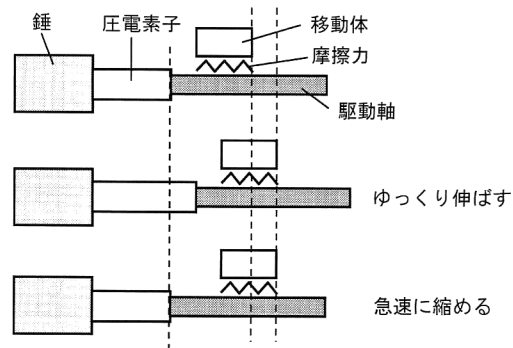 錘
圧電素子
移動体
摩擦力
駆動軸
ゆっくり伸ばす
急速に縮める